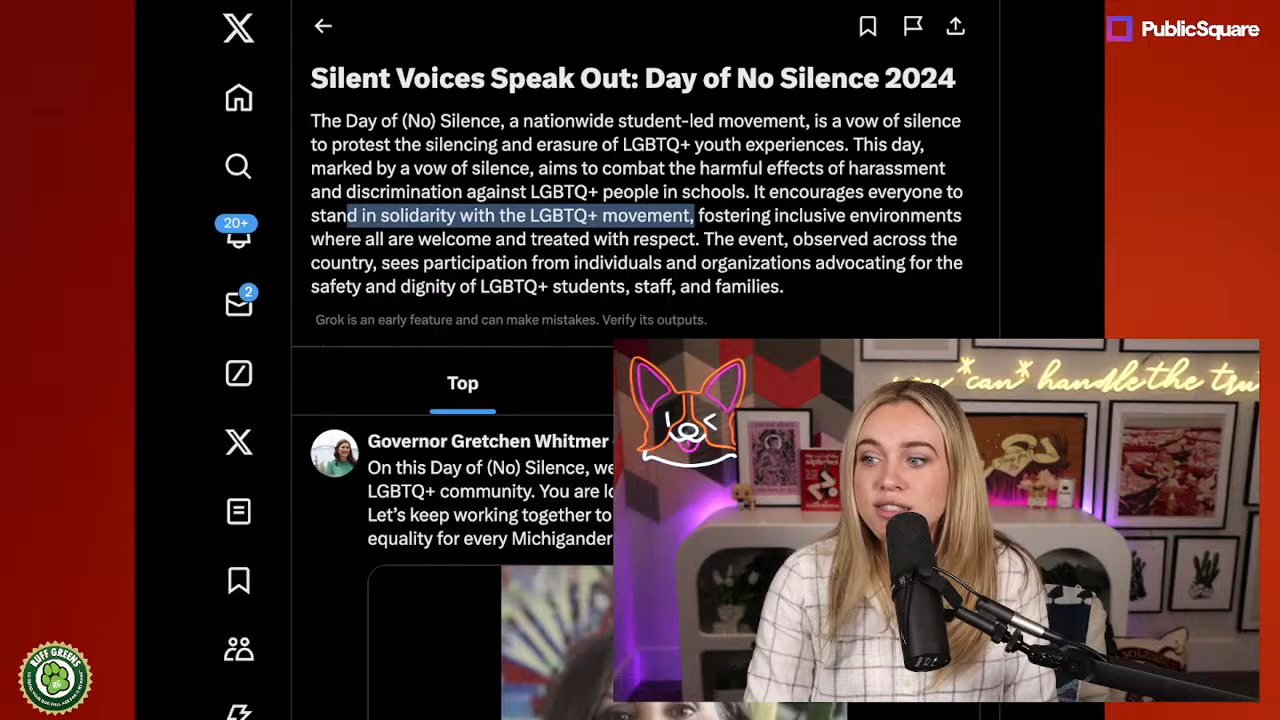 PublicSquare
Silent Voices Speak Out: Day of No Silence 2024
The Day of (No) Silence, a nationwide student-led movement, is a vow of silence
to protest the silencing and erasure of LGBTQ+ youth experiences. This day,
marked by a vow of silence, aims to combat the harmful effects of harassment
and discrimination against LGBTQ+ people in schools. It encourages everyone to
stand in solidarity with the LGBTQ+ movement, fostering inclusive environments
where all are welcome and treated with respect. The event, observed across the
country, sees participation from individuals and organizations advocating for the
safety and dignity of LGBTQ+ students, staff, and families.
Grok is an early feature and can make mistakes. Verify its outputs.
20+
2
Top
Governor Gretchen Whitmer
On this Day of (No) Silence, we
LGBTQ+ community. You are lo
Let's keep working together to
equality for every Michigander
*can* handle the tru
RUFF GREENS